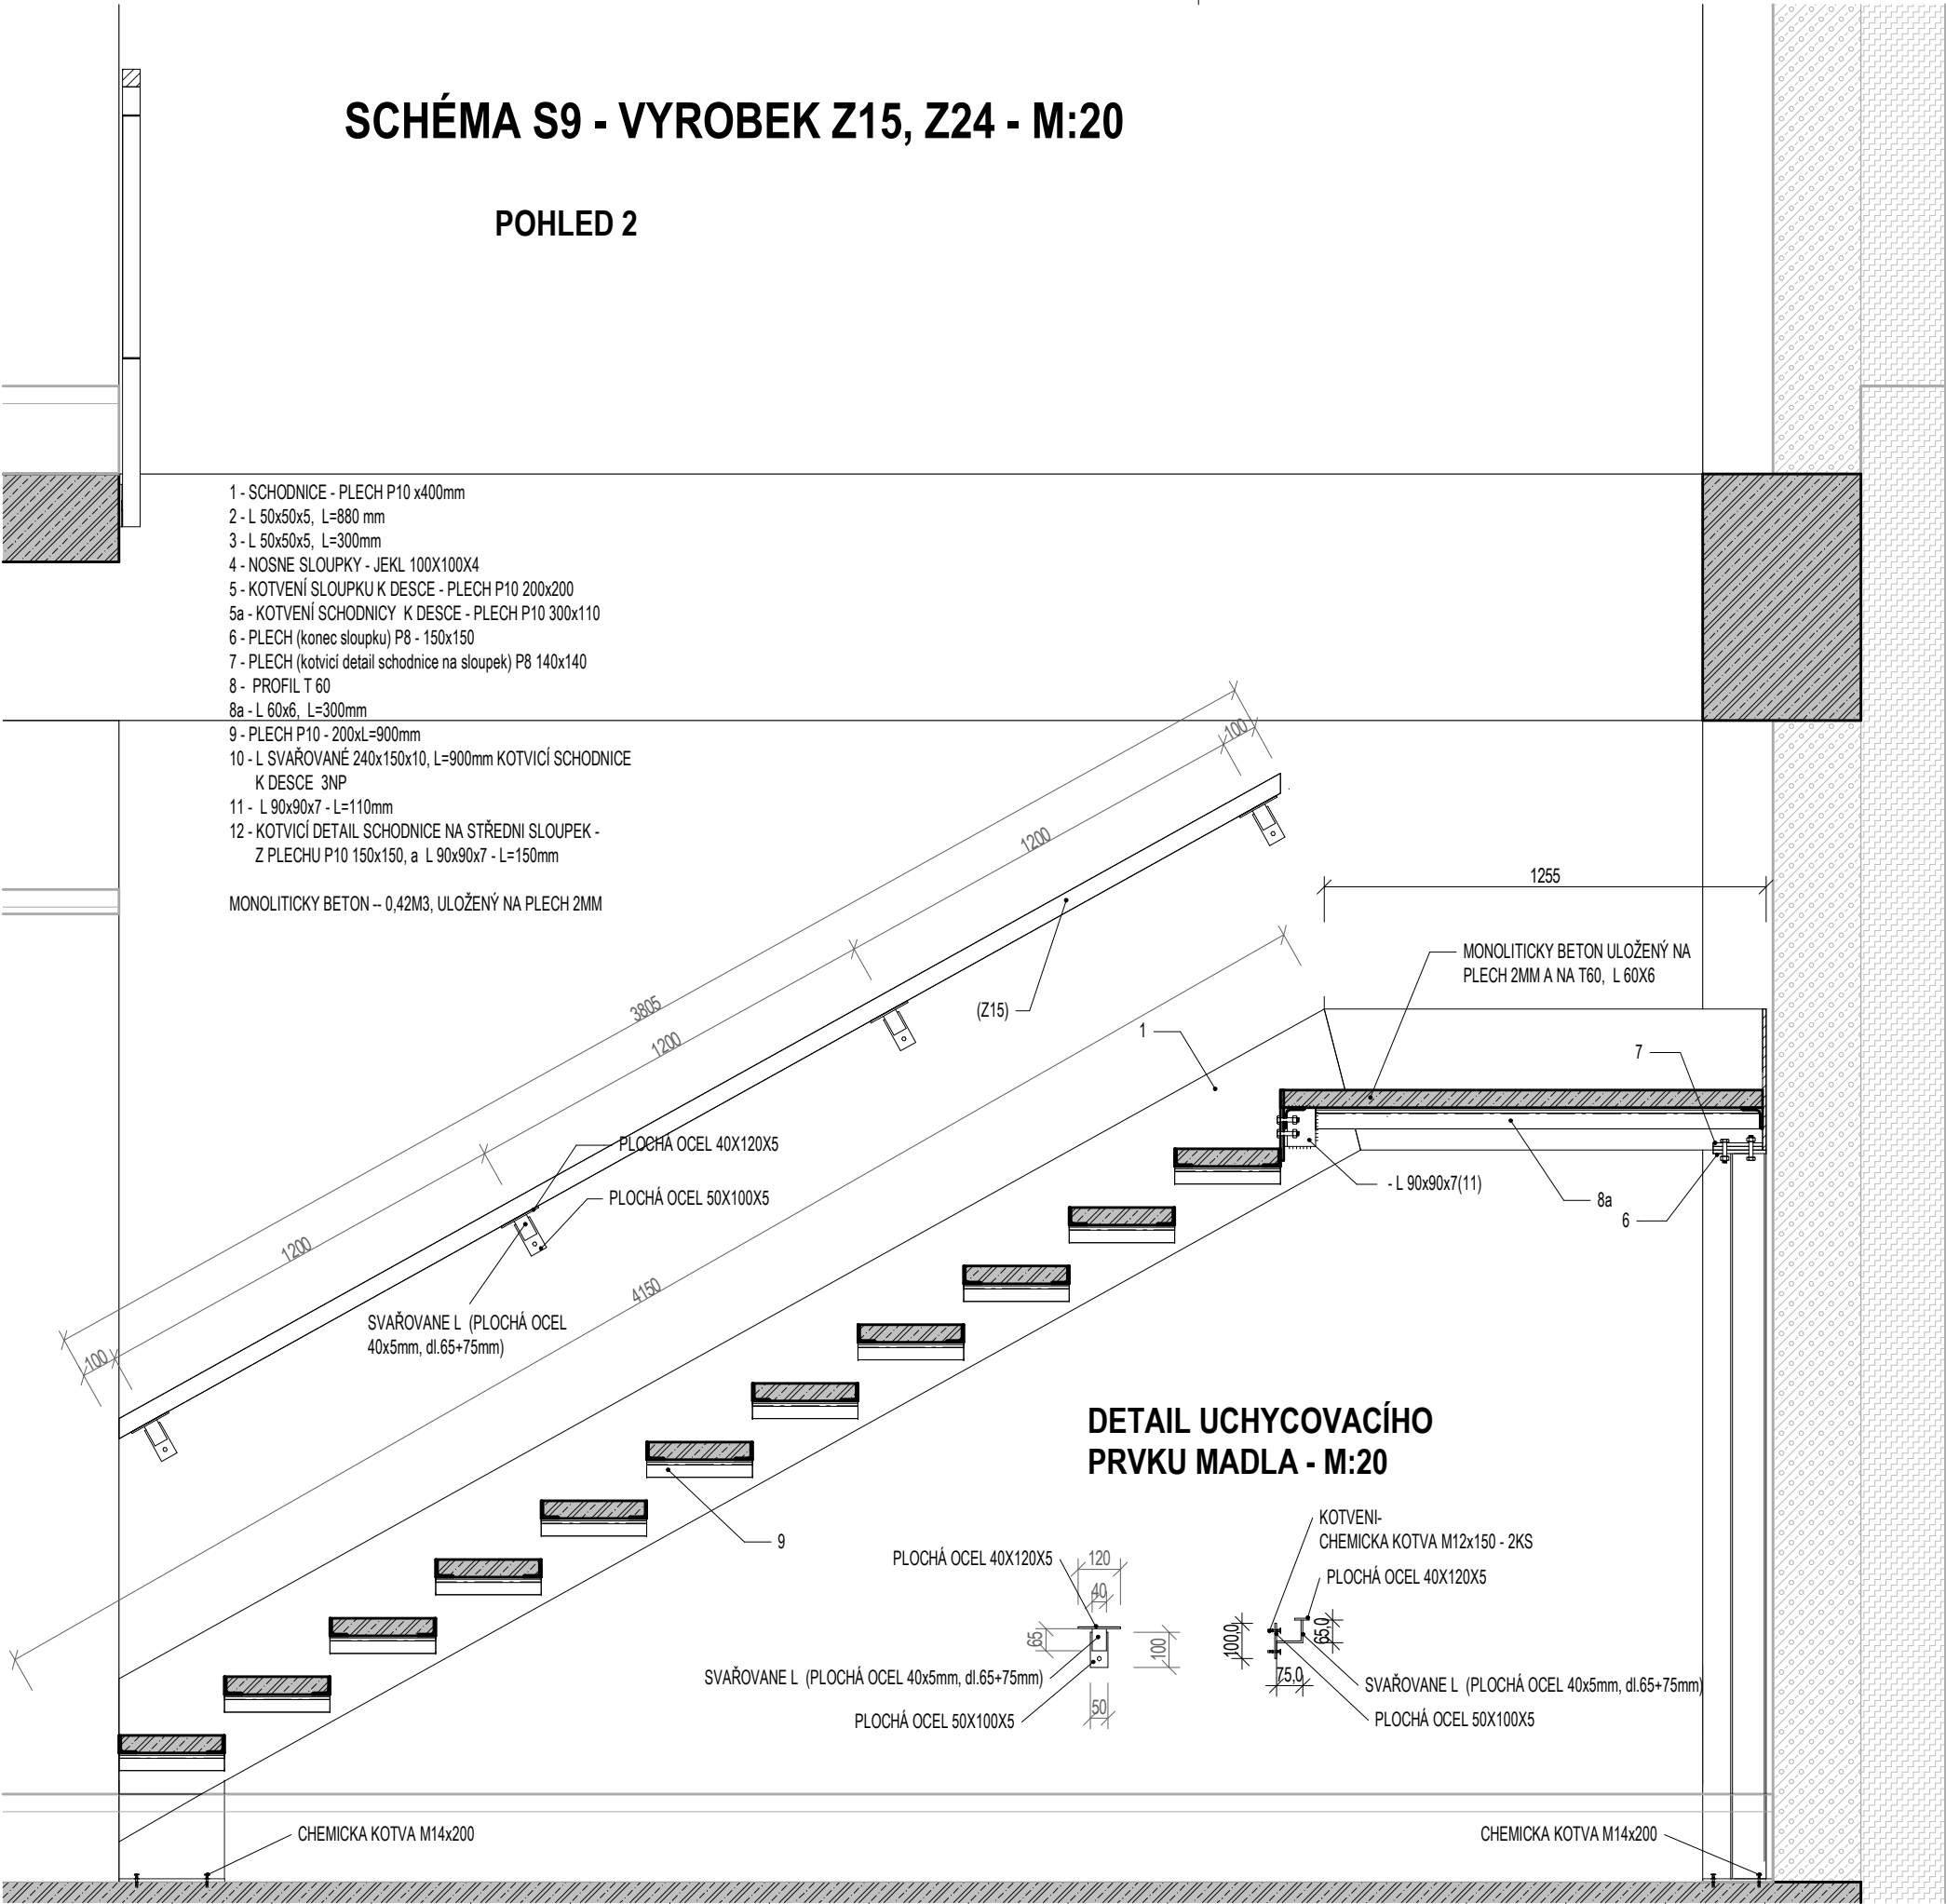 SCHÉMA S9 - VYROBEK Z15, Z24 - M:20
POHLED 2
1 - SCHODNICE - PLECH P10 x400mm
2 - L 50x50x5, L=880 mm
3 - L 50x50x5, L=300mm
4 - NOSNE SLOUPKY - JEKL 100X100X4
5 - KOTVENÍ SLOUPKU K DESCE - PLECH P10 200x200
5a - KOTVENÍ SCHODNICY K DESCE - PLECH P10 300x110
6 - PLECH (konec sloupku) P8 - 150x150
7 - PLECH (kotvicí detail schodnice na sloupek) P8 140x140
8 - PROFIL T 60
8a - L 60x6, L=300mm
9 - PLECH P10 - 200xL=900mm
10 - L SVAŘOVANÉ 240x150x10, L=900mm KOTVICÍ SCHODNICE
K DESCE 3NP
11 - L 90x90x7 - L=110mm
12 - KOTVICÍ DETAIL SCHODNICE NA STŘEDNI SLOUPEK -
Z PLECHU P10 150x150, a L 90x90x7 - L=150mm
MONOLITICKY BETON -- 0,42M3, ULOŽENÝ NA PLECH 2MM
100
1200
1255
MONOLITICKY BETON ULOŽENÝ NA
PLECH 2MM A NA T60, L 60X6
3805
(Z15)
1200
1
7
PLOCHÁ OCEL 40X120X5
- L 90x90x7(11)
8a
PLOCHÁ OCEL 50X100X5
6
1200
4150
SVAŘOVANE L (PLOCHÁ OCEL
40x5mm, dl.65+75mm)
100
DETAIL UCHYCOVACÍHO
PRVKU MADLA - M:20
9
KOTVENI-
CHEMICKA KOTVA M12x150 - 2KS
PLOCHÁ OCEL 40X120X5
120
PLOCHÁ OCEL 40X120X5
40
65
100
100,0
65,0
SVAŘOVANE L (PLOCHÁ OCEL 40x5mm, dl.65+75mm)
75,0
SVAŘOVANE L (PLOCHÁ OCEL 40x5mm, dl.65+75mm)
PLOCHÁ OCEL 50X100X5
50
PLOCHÁ OCEL 50X100X5
CHEMICKA KOTVA M14x200
CHEMICKA KOTVA M14x200